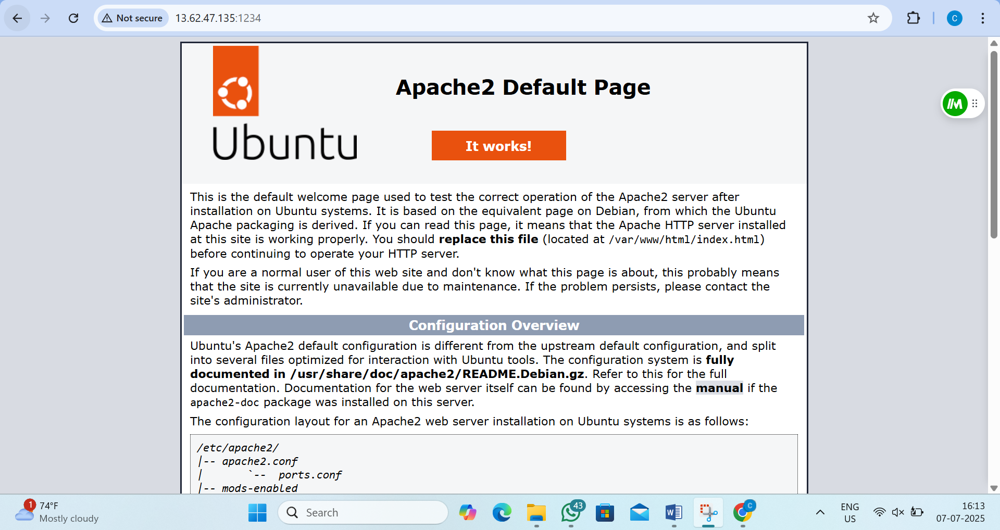 Not secure
13.62.47.135:1234
C
Apache2 Default Page
Ubuntu
It works!
This is the default welcome page used to test the correct operation of the Apache2 server after
installation on Ubuntu systems. It is based on the equivalent page on Debian, from which the Ubuntu
Apache packaging is derived. If you can read this page, it means that the Apache HTTP server installed
at this site is working properly. You should replace this file (located at /var/www/html/index.html)
before continuing to operate your HTTP server.
If you are a normal user of this web site and don't know what this page is about, this probably means
that the site is currently unavailable due to maintenance. If the problem persists, please contact the
site's administrator.
Configuration Overview
Ubuntu's Apache2 default configuration is different from the upstream default configuration, and split
into several files optimized for interaction with Ubuntu tools. The configuration system is fully
documented in /usr/share/doc/apache2/README.Debian.gz. Refer to this for the full
documentation. Documentation for the web server itself can be found by accessing the manual if the
apache2-doc package was installed on this server.
The configuration layout for an Apache2 web server installation on Ubuntu systems is as follows:
/etc/apache2/
|-- apache2.conf
|       `--  ports.conf
|-- mods-enabled
1
74°F
Mostly cloudy
Search
43
W
C
ENG
US
16:13
07-07-2025